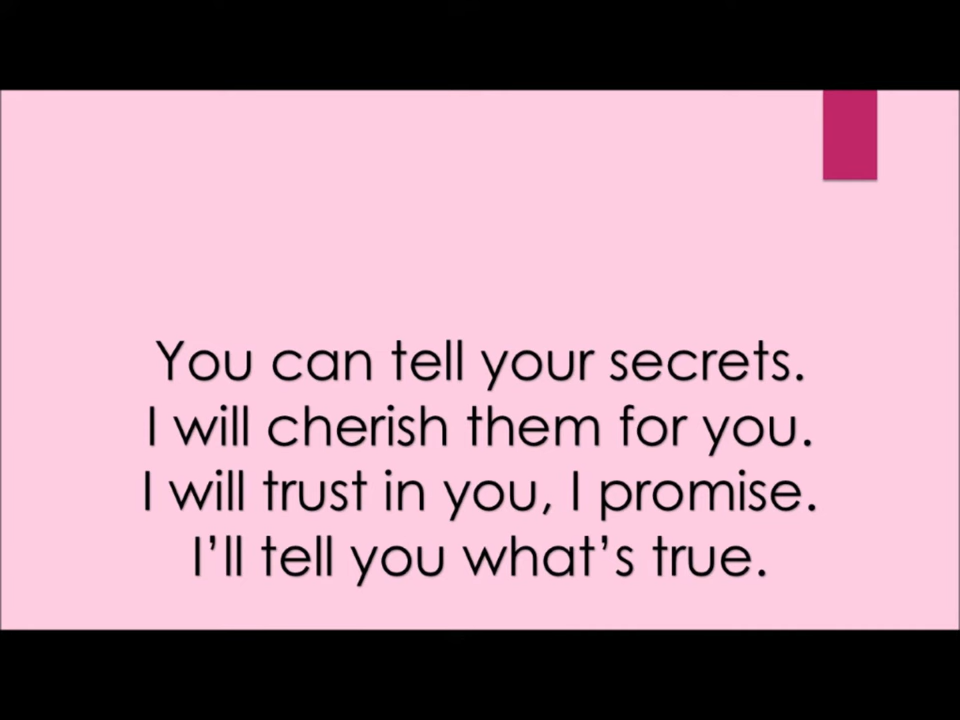 You can tell your secrets.
I will cherish them for you.
I will trust in you, I promise.
I’ll tell you what’s true.